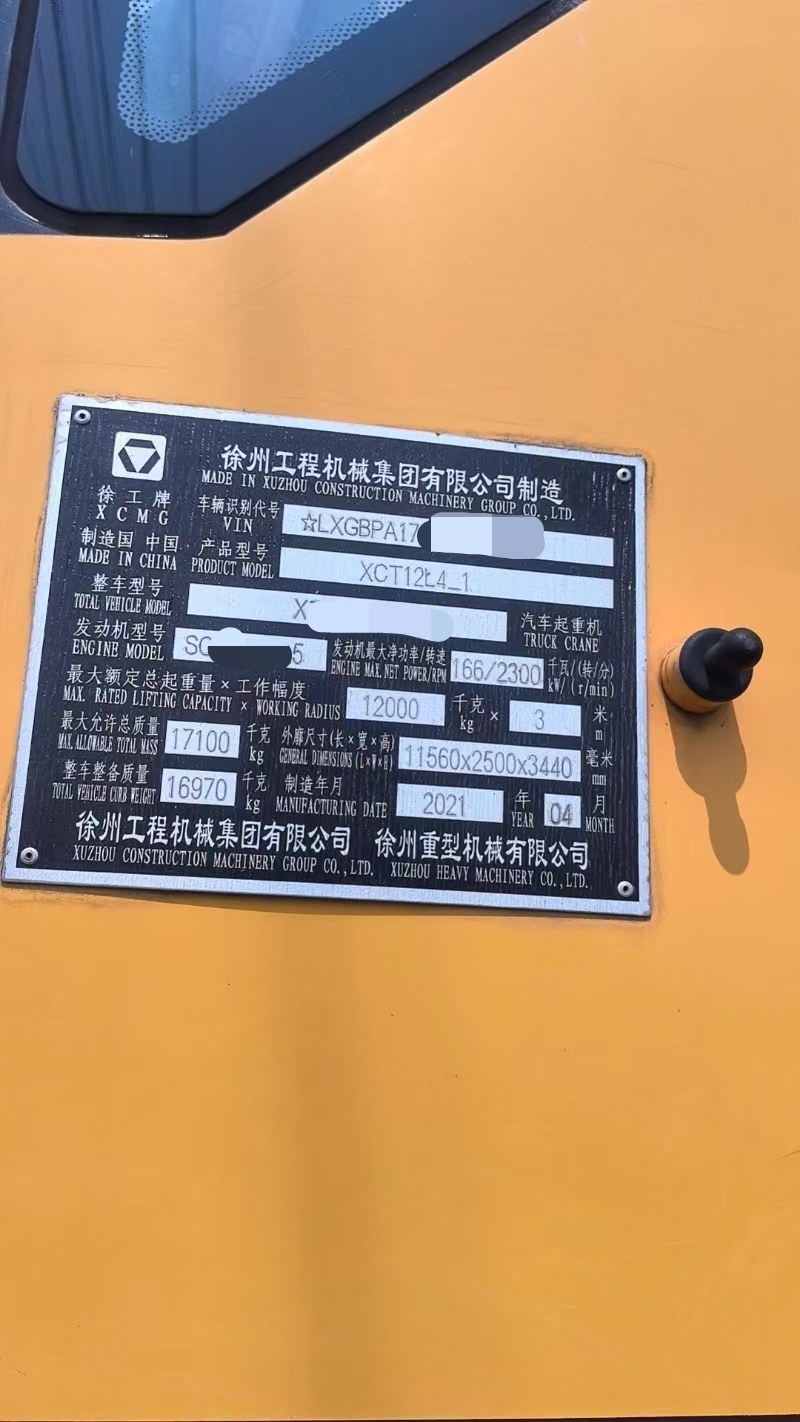 徐州工程机械集团有限公司制造
MADE IN XUZHOU CONSTRUCTION MACHINERY GROUP CO.,LTD.
徐工牌
XCMG
车辆识别代号 ☆LXGBPA17
VIN
制造国 中国
MADE IN CHINA
产品型号 XCT12L4_1
PRODUCT MODEL
整车型号 汽车起重机
TOTAL VEHICLE MODEL TRUCK CRANE
发动机型号 5 发动机最大净功率/转速 166/2300 千瓦/(转/分)
ENGINE MODEL ENGINE MAX.NET POWER/RPM kW/(r/min)
最大额定总起重量×工作幅度 12000 千克 × 3 米
MAX. RATED LIFTING CAPACITY × WORKING RADIUS kg m
最大允许总质量 17100 千克 外廓尺寸(长×宽×高) 11560x2500x3440 毫米
MAX.ALLOWABLE TOTAL MASS kg GENERAL DIMENSIONS(L×W×H) mm
整车整备质量 16970 千克 制造年月 2021 年 04 月
TOTAL VEHICLE CURB WEIGHT kg MANUFACTURING DATE YEAR MONTH
徐州工程机械集团有限公司 徐州重型机械有限公司
XUZHOU CONSTRUCTION MACHINERY GROUP CO.,LTD. XUZHOU HEAVY MACHINERY CO.,LTD.